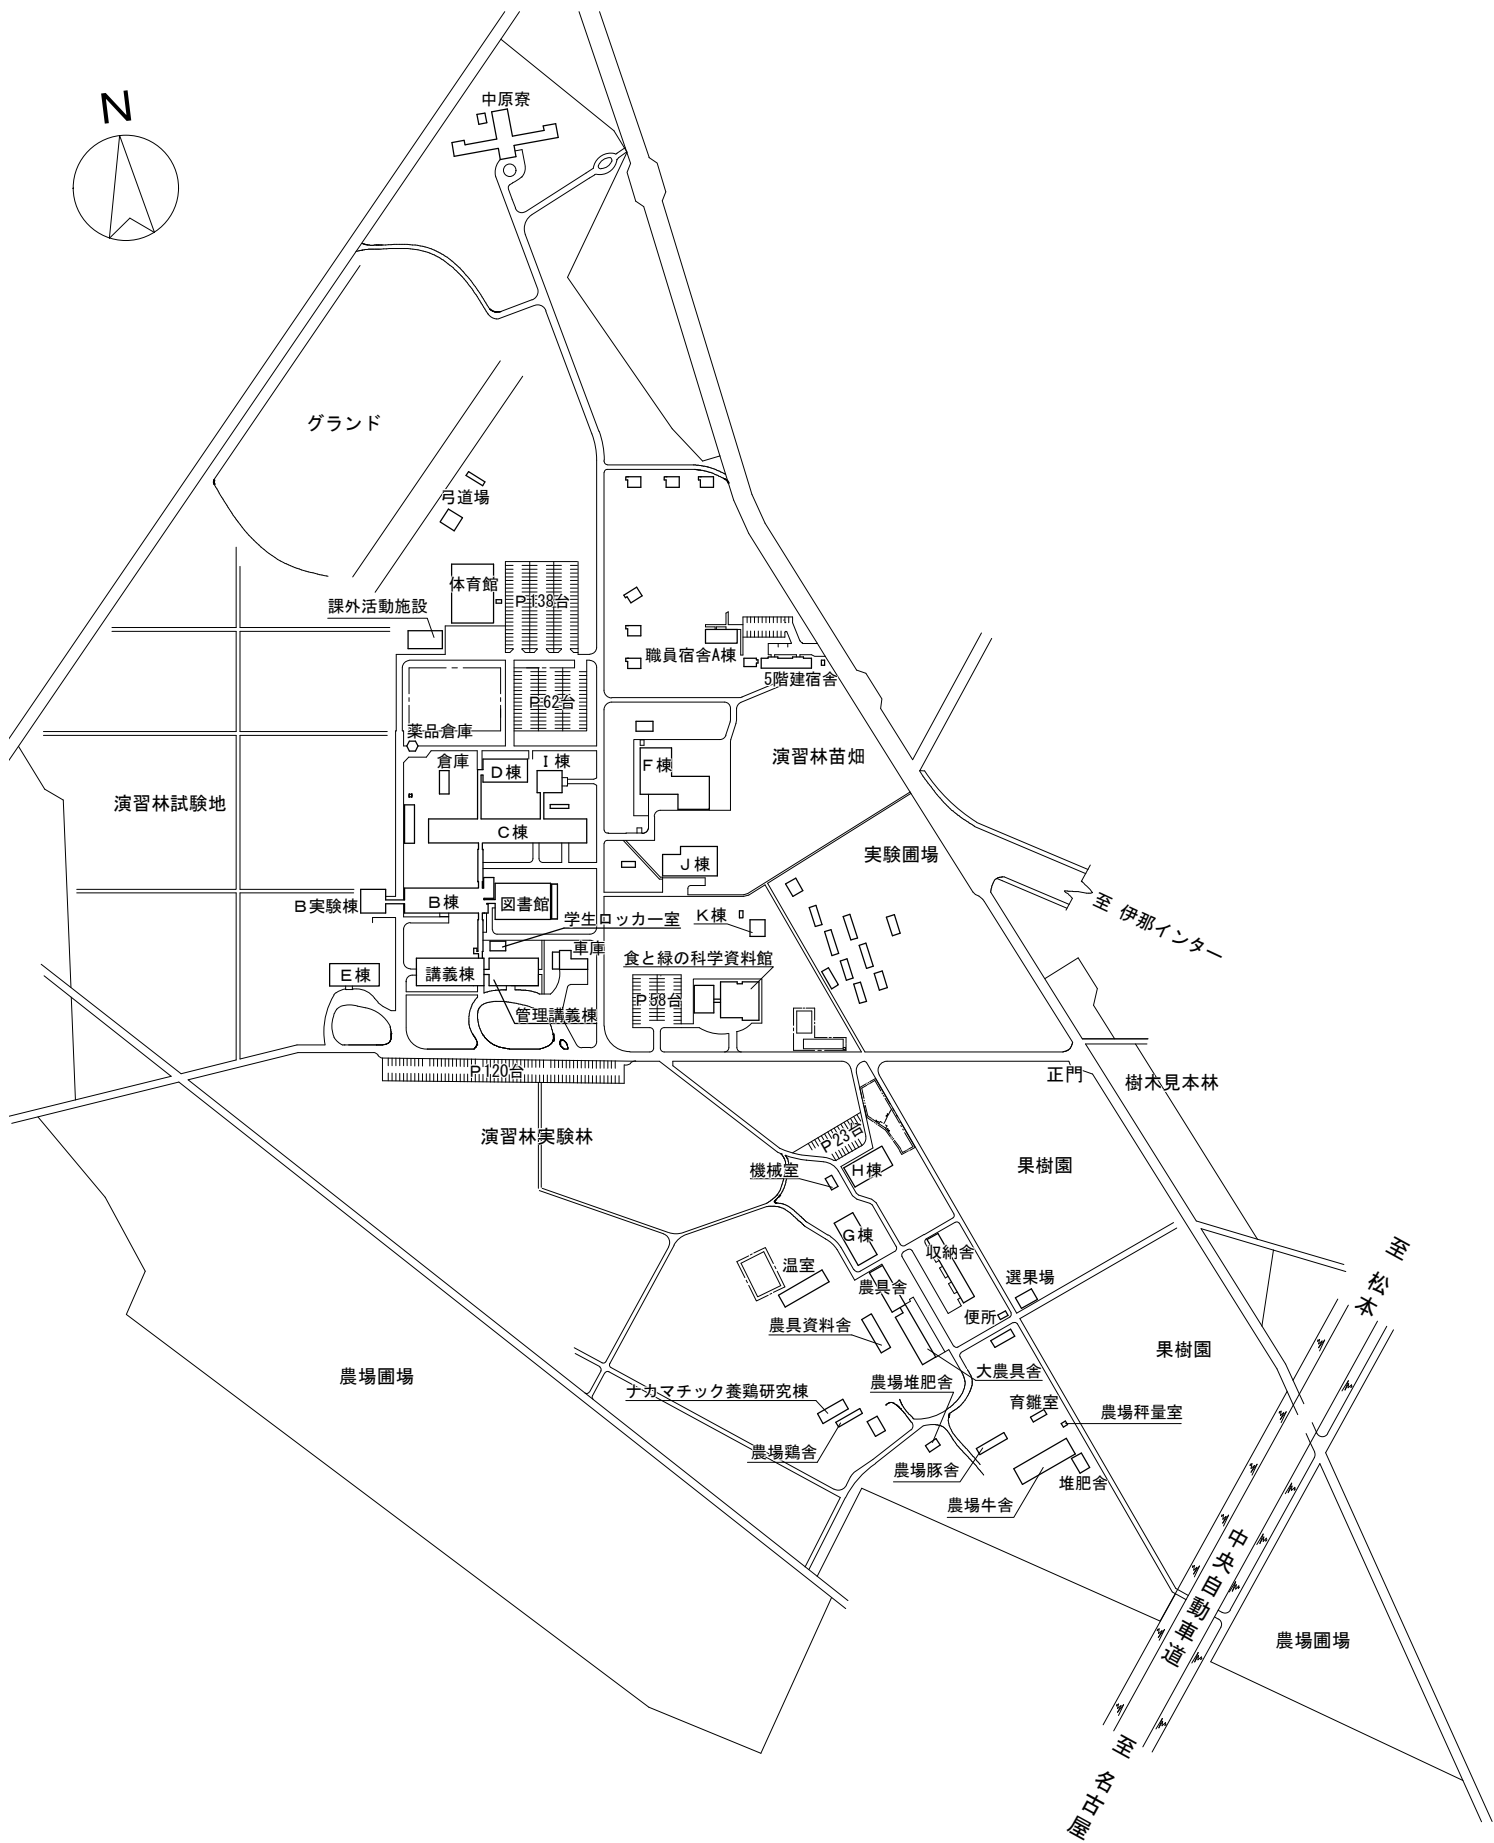 N
中原寮
グランド
弓道場
体育館
P138台
課外活動施設
職員宿舎A棟
5階建宿舎
P62台
薬品倉庫
倉庫
D棟
I棟
F棟
演習林苗畑
演習林試験地
C棟
J棟
実験圃場
B実験棟
B棟
図書館
学生ロッカー室
K棟
至 伊那インター
車庫
食と緑の科学資料館
E棟
講義棟
P58台
管理講義棟
P120台
正門
樹木見本林
演習林実験林
P23台
機械室
H棟
果樹園
G棟
収納舎
温室
農具舎
選果場
便所
農具資料舎
果樹園
大農具舎
農場圃場
ナカマチック養鶏研究棟
農場堆肥舎
育雛室
農場秤量室
農場鶏舎
農場豚舎
堆肥舎
農場牛舎
至 松本
中央自動車道
農場圃場
至 名古屋